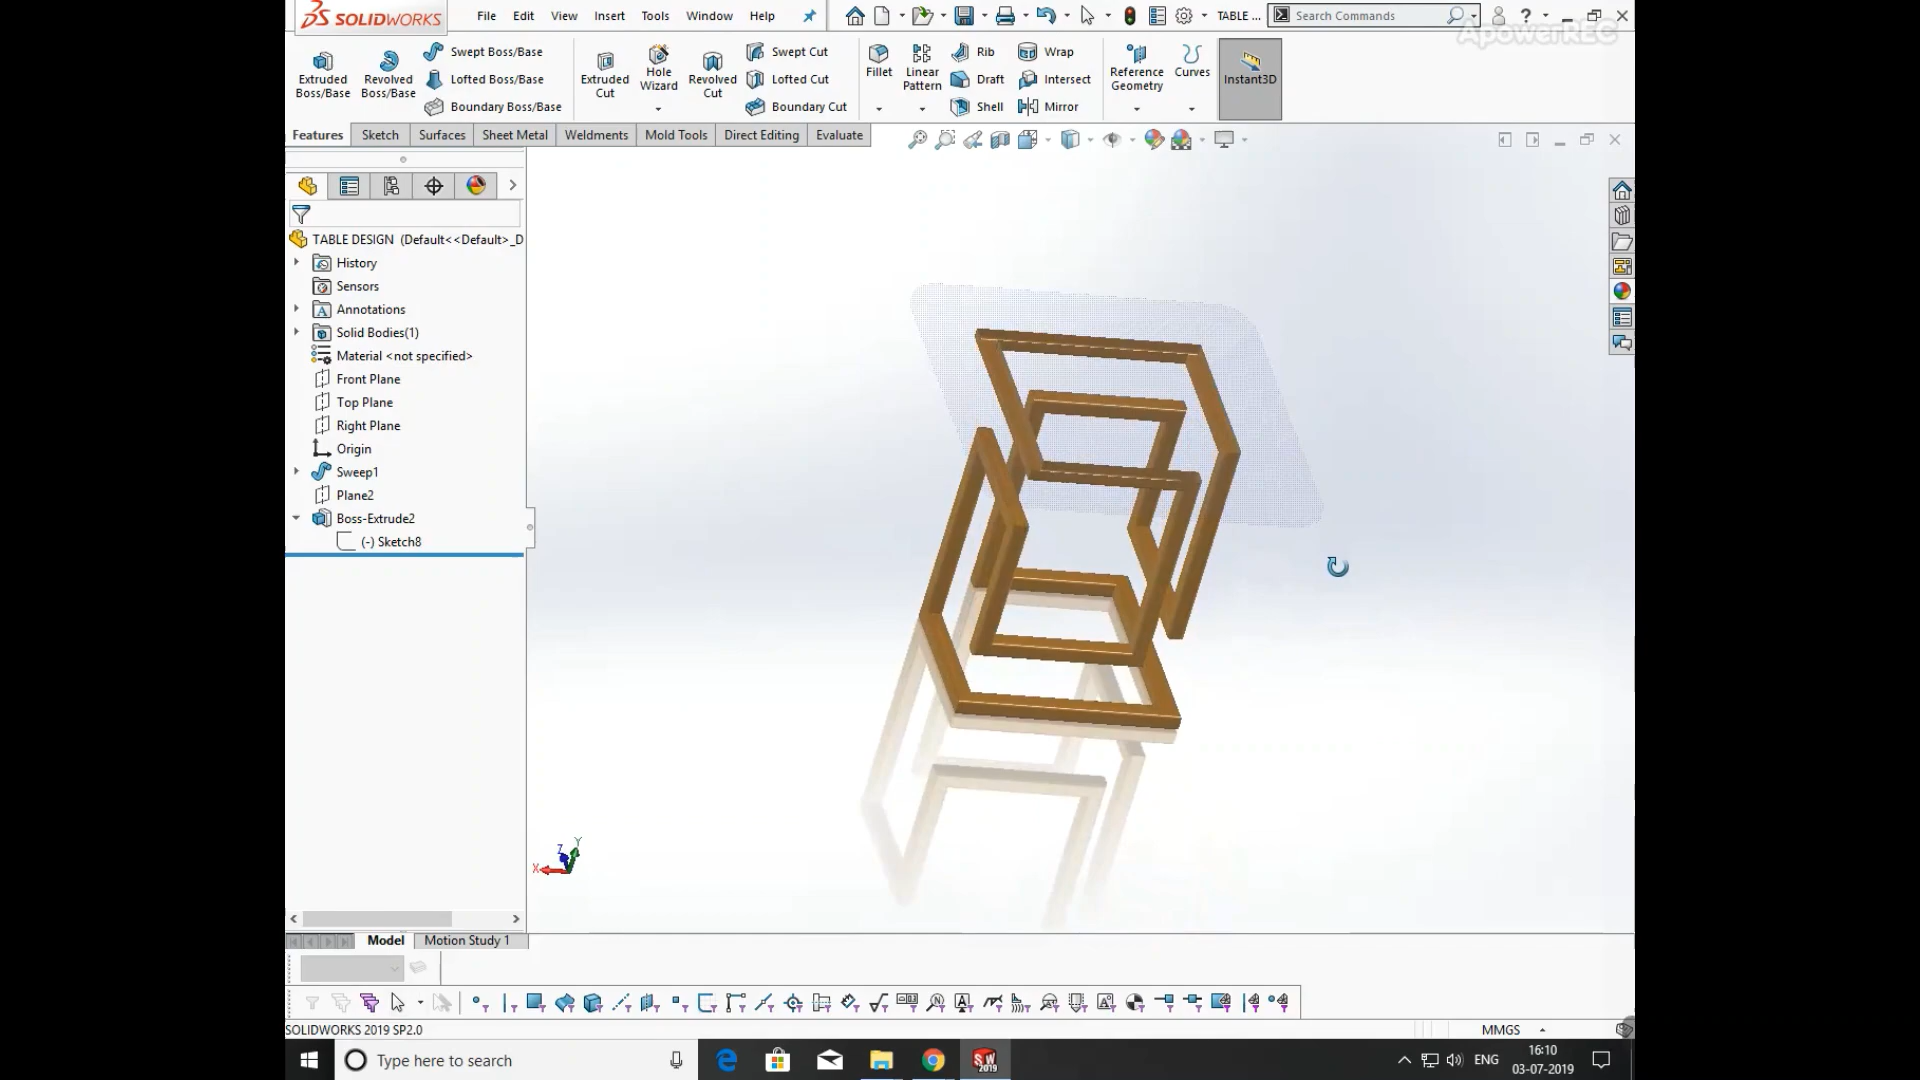 SOLIDWORKS
File Edit View Insert Tools Window Help
TABLE ...
Search Commands
ApowerREC
Extruded Boss/Base
Revolved Boss/Base
Swept Boss/Base
Lofted Boss/Base
Boundary Boss/Base
Extruded Cut
Hole Wizard
Revolved Cut
Swept Cut
Lofted Cut
Boundary Cut
Fillet
Linear Pattern
Rib
Draft
Shell
Wrap
Intersect
Mirror
Reference Geometry
Curves
Instant3D
Features Sketch Surfaces Sheet Metal Weldments Mold Tools Direct Editing Evaluate
TABLE DESIGN (Default<<Default>_D
History
Sensors
Annotations
Solid Bodies(1)
Material <not specified>
Front Plane
Top Plane
Right Plane
Origin
Sweep1
Plane2
Boss-Extrude2
(-) Sketch8
Y
Z
X
Model Motion Study 1
SOLIDWORKS 2019 SP2.0
MMGS
Type here to search
SW 2019
ENG
16:10
03-07-2019